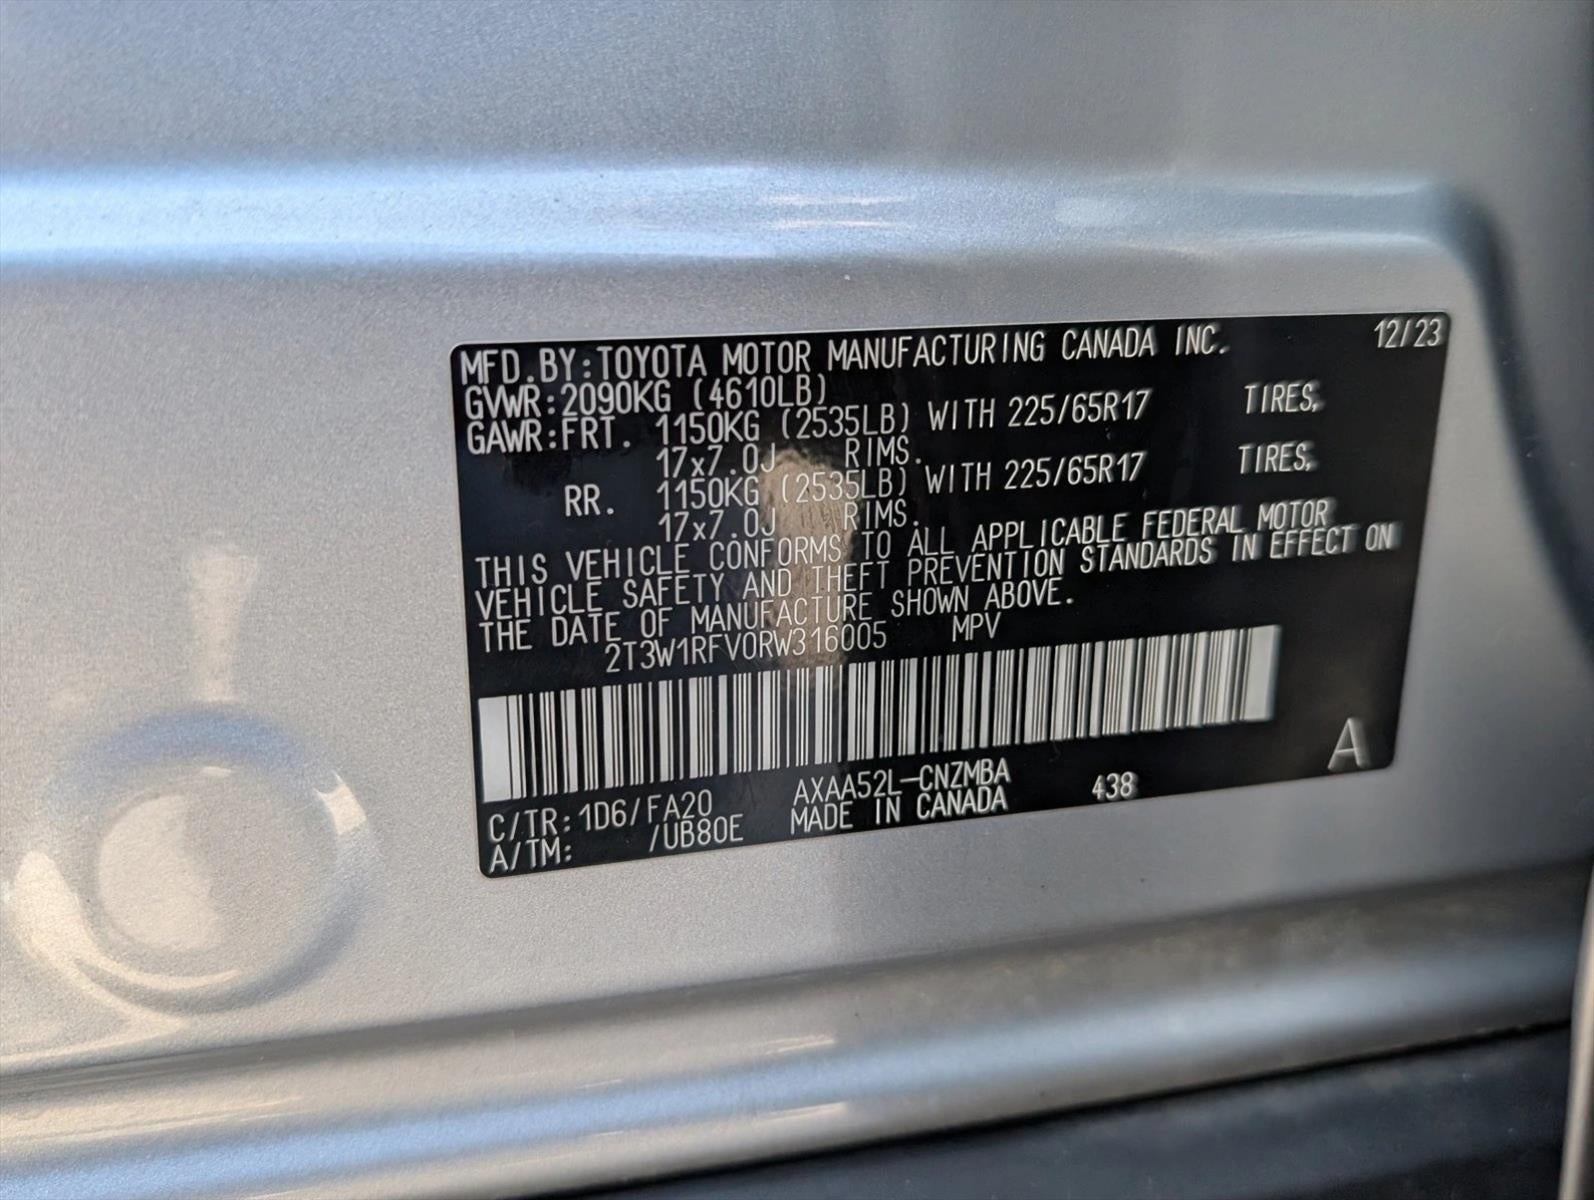 MFD.BY:TOYOTA MOTOR MANUFACTURING CANADA INC. 12/23
GVWR:2090KG (4610LB)
GAWR:FRT. 1150KG (2535LB) WITH 225/65R17 TIRES,
17x7.0J RIMS.
RR. 1150KG (2535LB) WITH 225/65R17 TIRES,
17x7.0J RIMS.
THIS VEHICLE CONFORMS TO ALL APPLICABLE FEDERAL MOTOR
VEHICLE SAFETY AND THEFT PREVENTION STANDARDS IN EFFECT ON
THE DATE OF MANUFACTURE SHOWN ABOVE.
2T3W1RFV0RW316005 MPV
A
C/TR:1D6/FA20 AXAA52L-CNZMBA 438
A/TM: /UB80E MADE IN CANADA